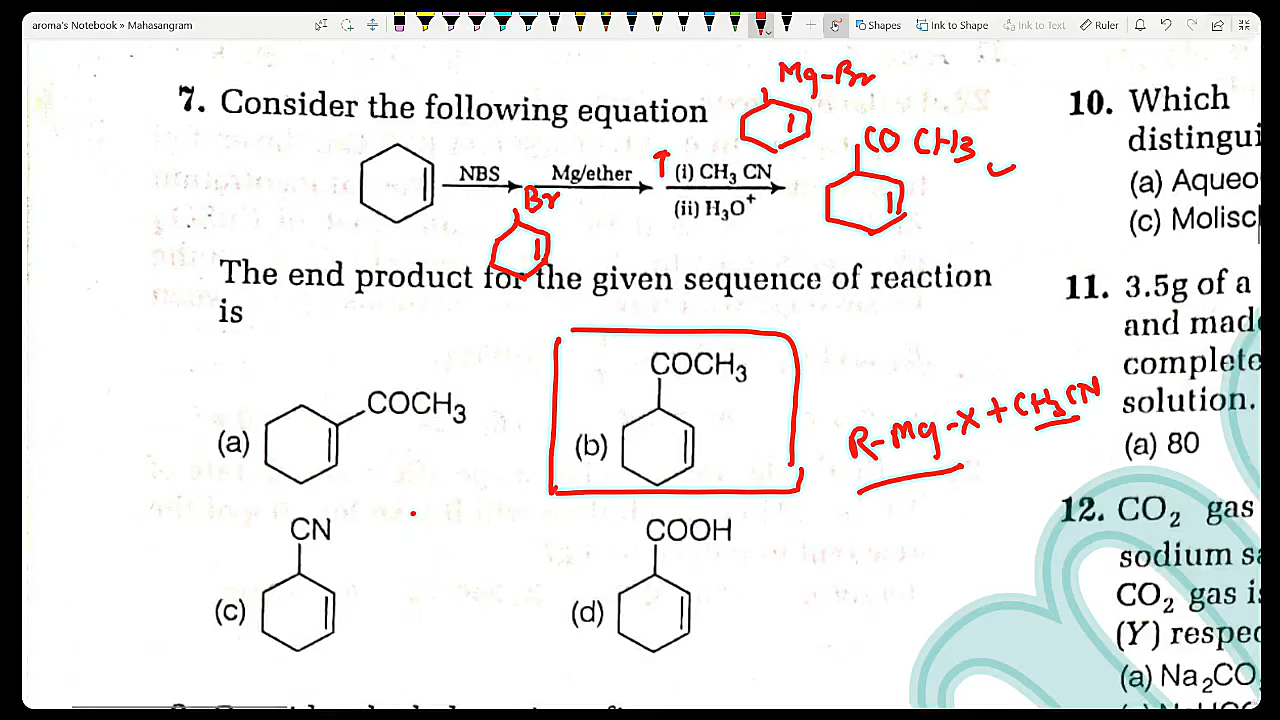 aroma's Notebook » Mahasangram
Shapes
Ink to Shape
Ink to Text
Ruler
7. Consider the following equation
Mg-Br
NBS
Mg/ether
(i) CH3 CN
(ii) H3O+
Br
CO CH3
The end product for the given sequence of reaction
is
(a)
COCH3
(b)
COCH3
R-Mg-X + CH3CN
(c)
CN
(d)
COOH
10. Which
distingui
(a) Aqueo
(c) Molisc
11. 3.5g of a
and made
complete
solution.
(a) 80
12. CO2 gas
sodium sa
CO2 gas is
(Y) respec
(a) Na2CO